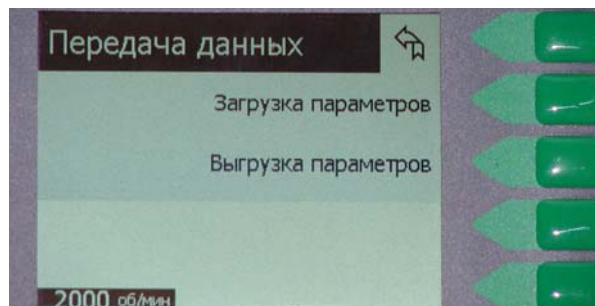 Передача данных
Загрузка параметров
Выгрузка параметров
2000 об/мин